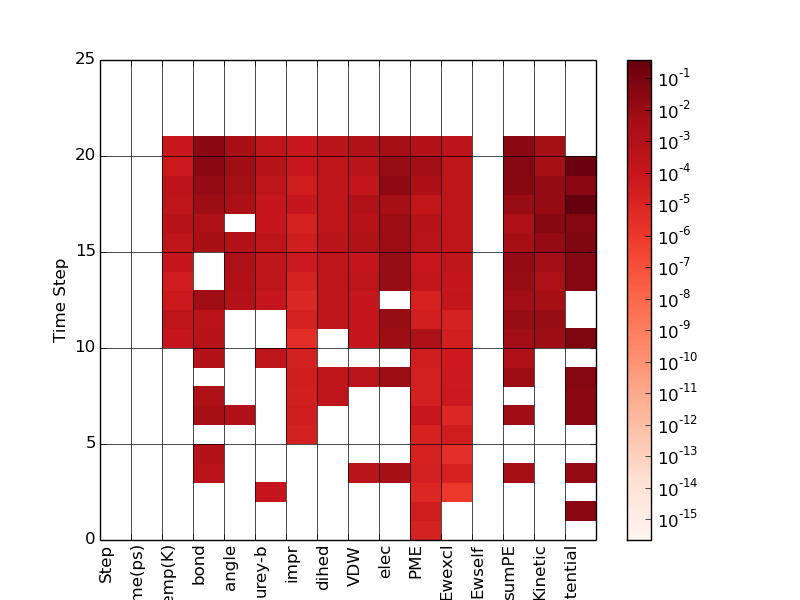 25
20
15
10
5
0
Time Step
Step
me(ps)
emp(K)
bond
angle
urey-b
impr
dihed
VDW
elec
PME
Ewexcl
Ewself
sumPE
Kinetic
tential
10^-1
10^-2
10^-3
10^-4
10^-5
10^-6
10^-7
10^-8
10^-9
10^-10
10^-11
10^-12
10^-13
10^-14
10^-15